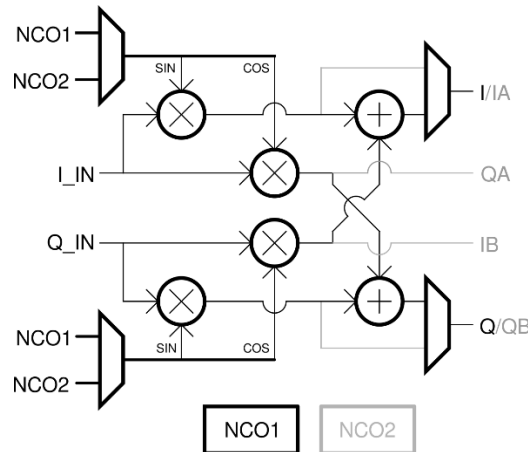 NCO1
NCO2
SIN
COS
I/IA
I_IN
QA
Q_IN
IB
NCO1
NCO2
SIN
COS
Q/QB
NCO1
NCO2